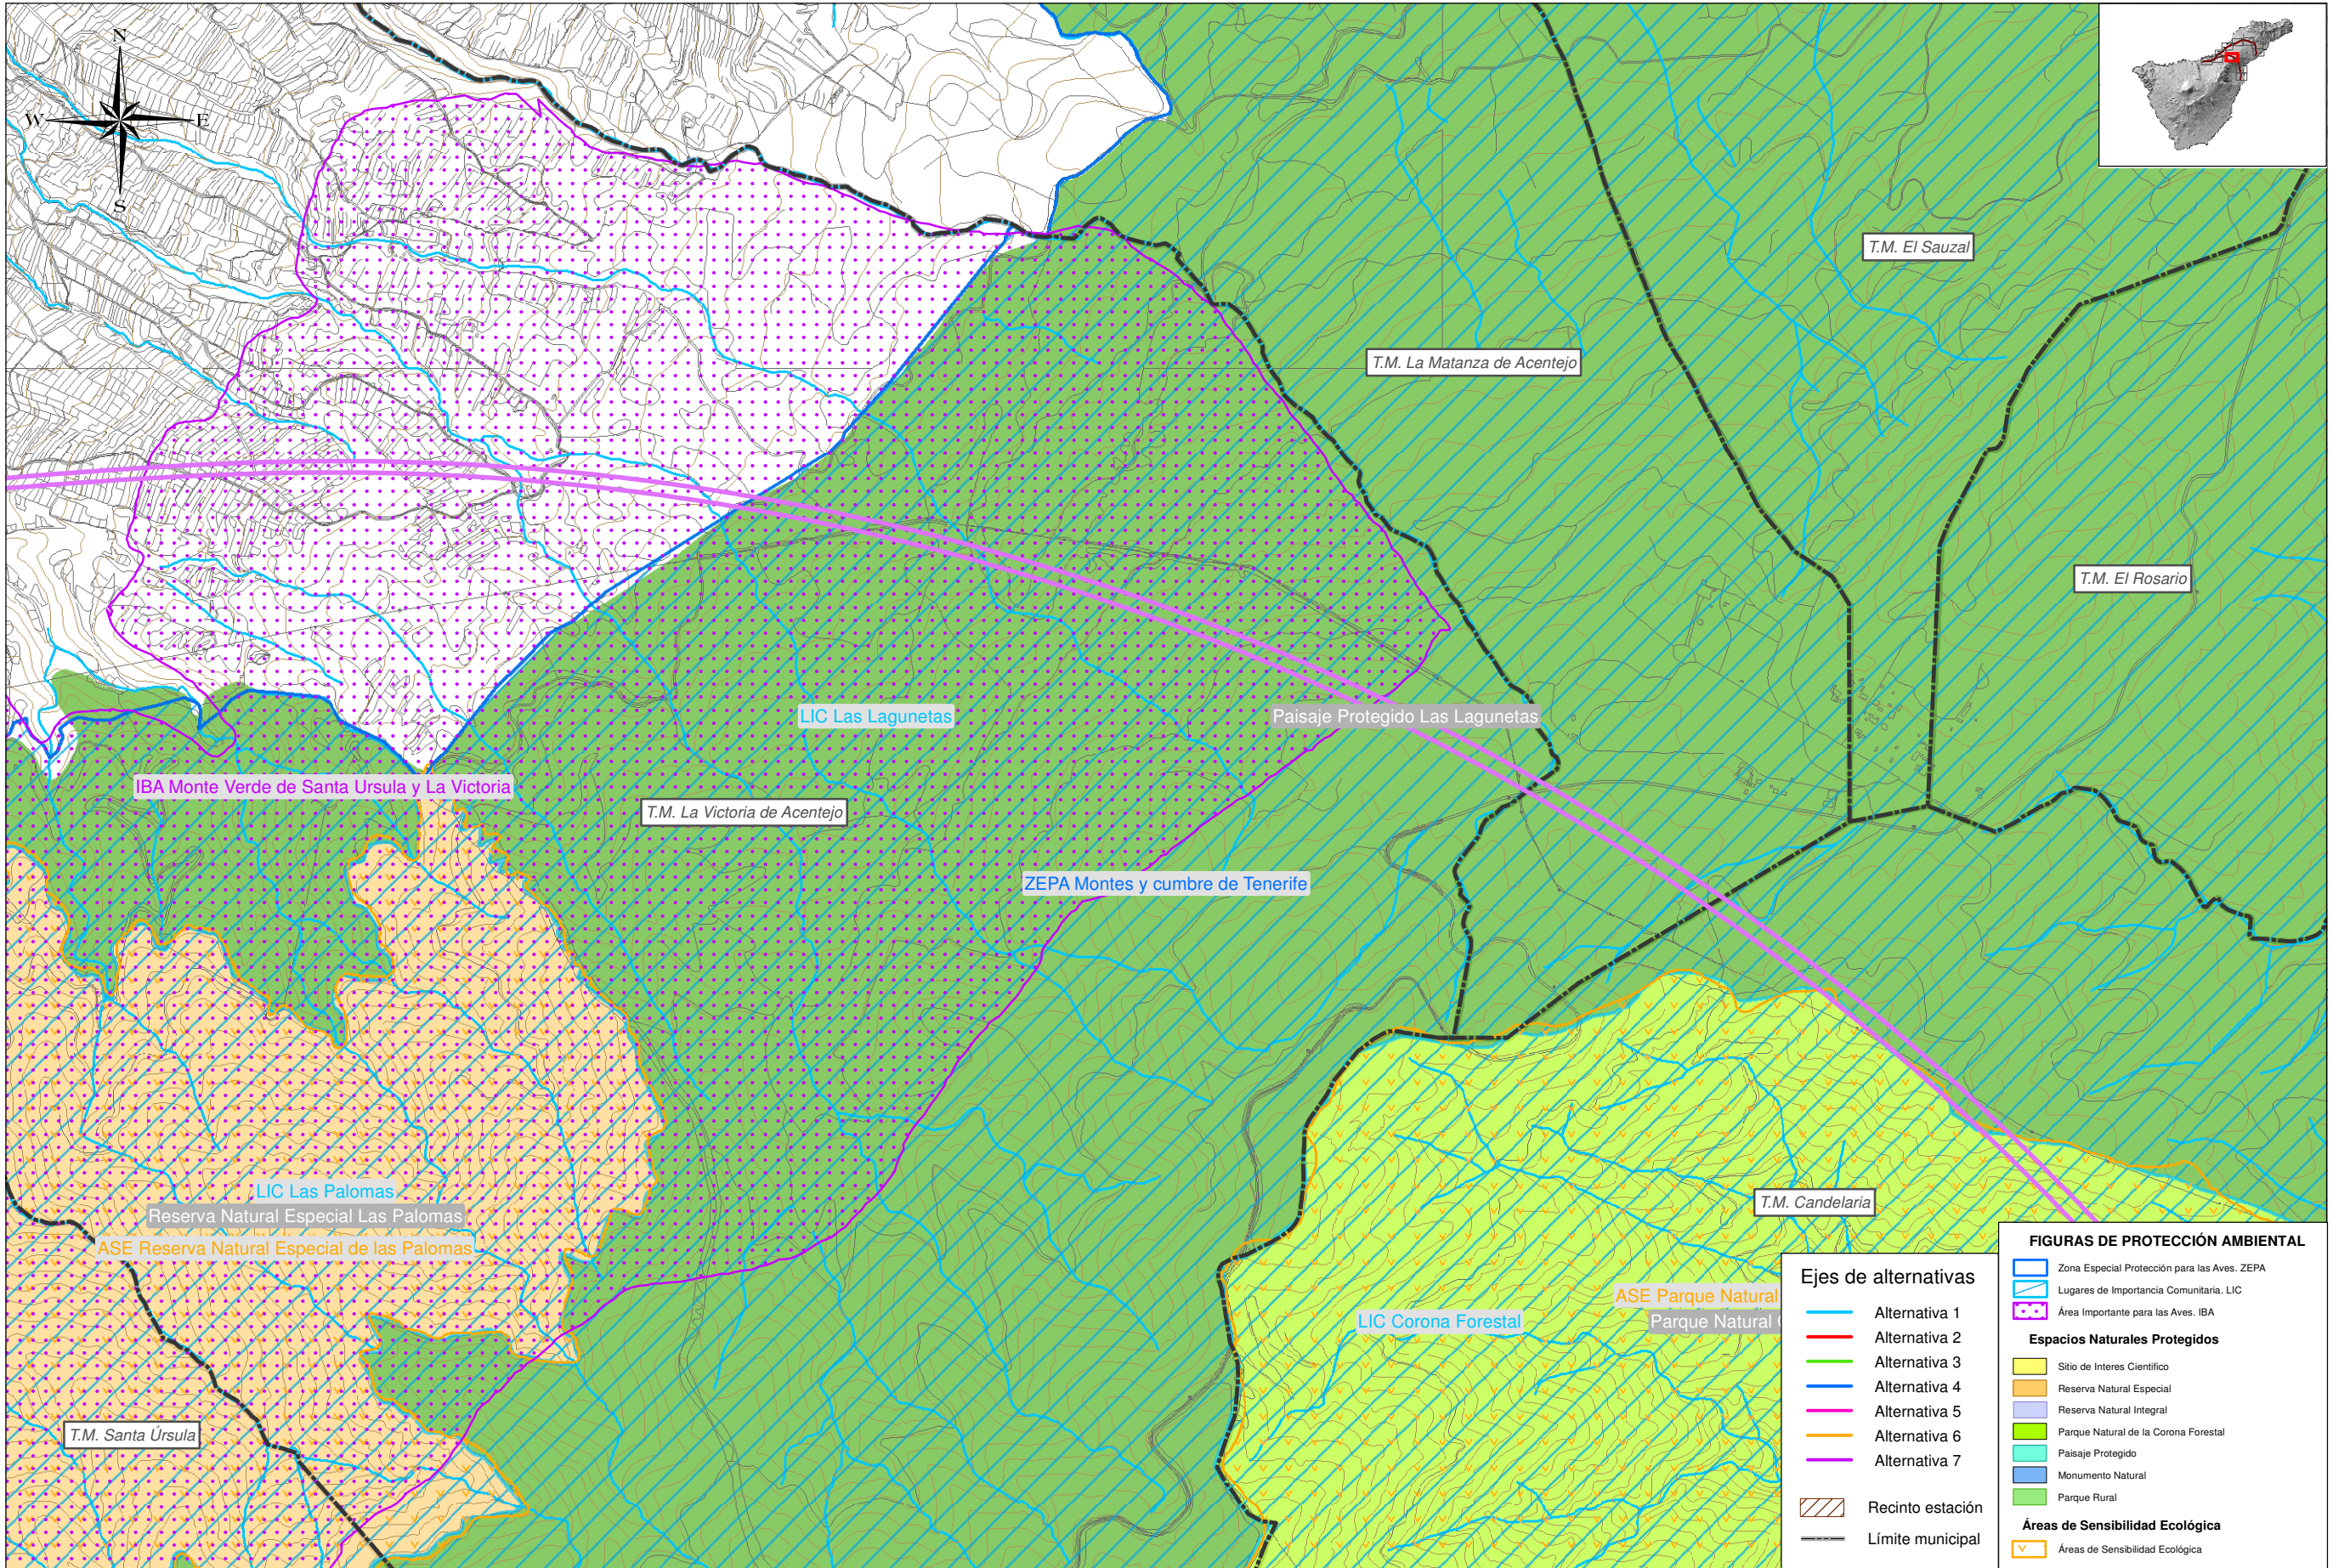 N
W
E
S
T.M. El Sauzal
T.M. La Matanza de Acentejo
T.M. El Rosario
LIC Las Lagunetas
Paisaje Protegido Las Lagunetas
IBA Monte Verde de Santa Ursula y La Victoria
T.M. La Victoria de Acentejo
ZEPA Montes y cumbre de Tenerife
LIC Las Palomas
Reserva Natural Especial Las Palomas
ASE Reserva Natural Especial de las Palomas
T.M. Candelaria
ASE Parque Natural
LIC Corona Forestal
Parque Natural
T.M. Santa Úrsula
Ejes de alternativas
Alternativa 1
Alternativa 2
Alternativa 3
Alternativa 4
Alternativa 5
Alternativa 6
Alternativa 7
Recinto estación
Límite municipal
FIGURAS DE PROTECCIÓN AMBIENTAL
Zona Especial Protección para las Aves. ZEPA
Lugares de Importancia Comunitaria. LIC
Área Importante para las Aves. IBA
Espacios Naturales Protegidos
Sitio de Interes Cientifico
Reserva Natural Especial
Reserva Natural Integral
Parque Natural de la Corona Forestal
Paisaje Protegido
Monumento Natural
Parque Rural
Áreas de Sensibilidad Ecológica
Áreas de Sensibilidad Ecológica